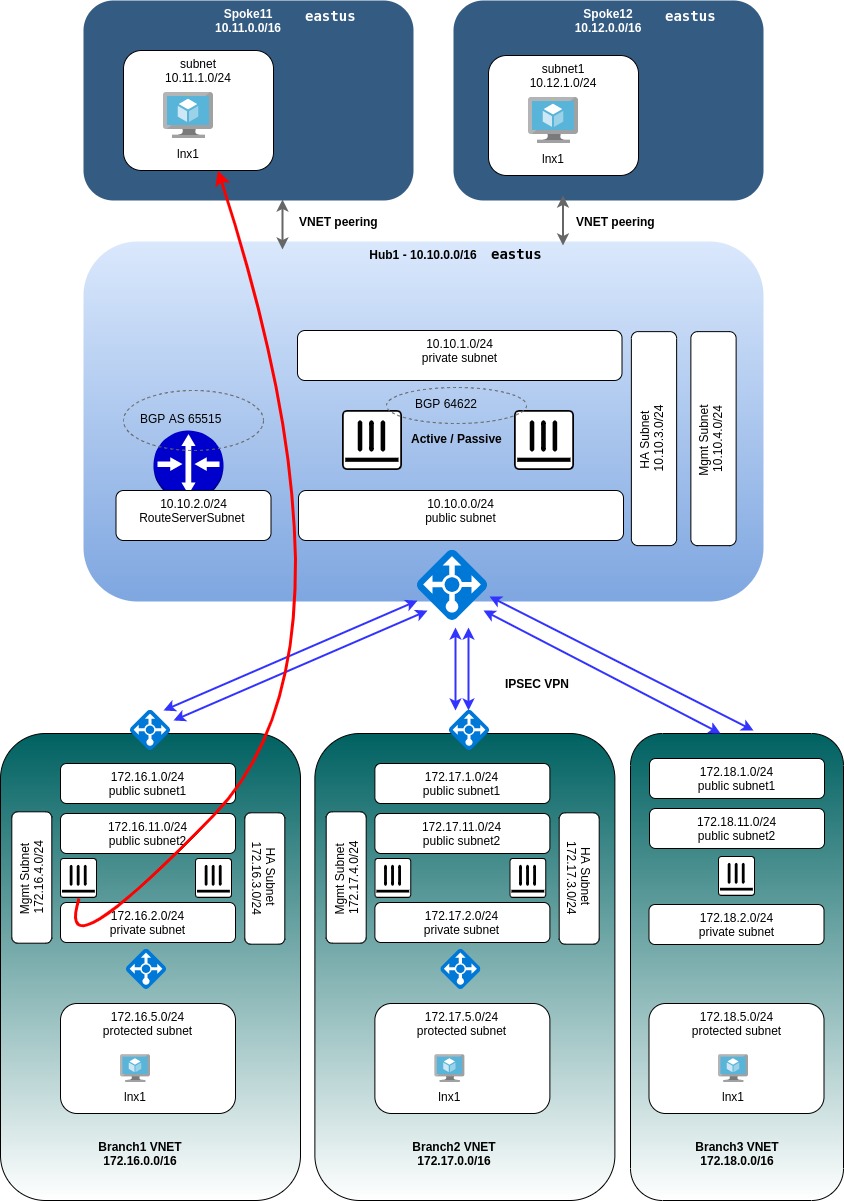 Spoke11
10.11.0.0/16
eastus
subnet
10.11.1.0/24
lnx1
Spoke12
10.12.0.0/16
eastus
subnet1
10.12.1.0/24
lnx1
VNET peering
VNET peering
Hub1 - 10.10.0.0/16 eastus
10.10.1.0/24
private subnet
BGP AS 65515
10.10.2.0/24
RouteServerSubnet
BGP 64622
Active / Passive
10.10.0.0/24
public subnet
HA Subnet
10.10.3.0/24
Mgmt Subnet
10.10.4.0/24
IPSEC VPN
172.16.1.0/24
public subnet1
172.16.11.0/24
public subnet2
Mgmt Subnet
172.16.4.0/24
HA Subnet
172.16.3.0/24
172.16.2.0/24
private subnet
172.16.5.0/24
protected subnet
lnx1
Branch1 VNET
172.16.0.0/16
172.17.1.0/24
public subnet1
172.17.11.0/24
public subnet2
Mgmt Subnet
172.17.4.0/24
HA Subnet
172.17.3.0/24
172.17.2.0/24
private subnet
172.17.5.0/24
protected subnet
lnx1
Branch2 VNET
172.17.0.0/16
172.18.1.0/24
public subnet1
172.18.11.0/24
public subnet2
172.18.2.0/24
private subnet
172.18.5.0/24
protected subnet
lnx1
Branch3 VNET
172.18.0.0/16